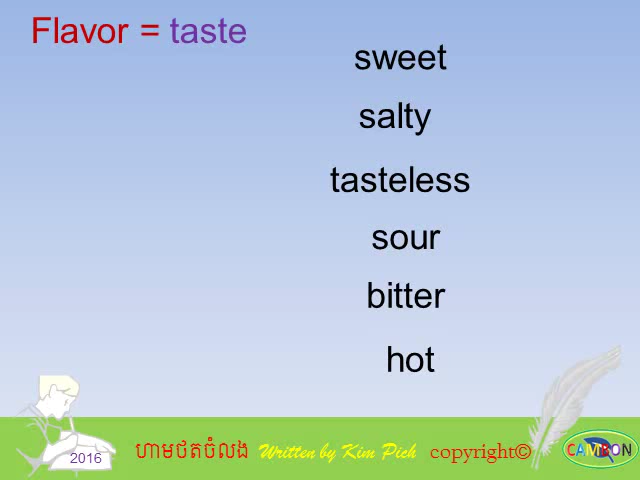 Flavor = taste
sweet
salty
tasteless
sour
bitter
hot
2016
ហាមថតចំលង Written by Kim Pich copyright©
CAMBON